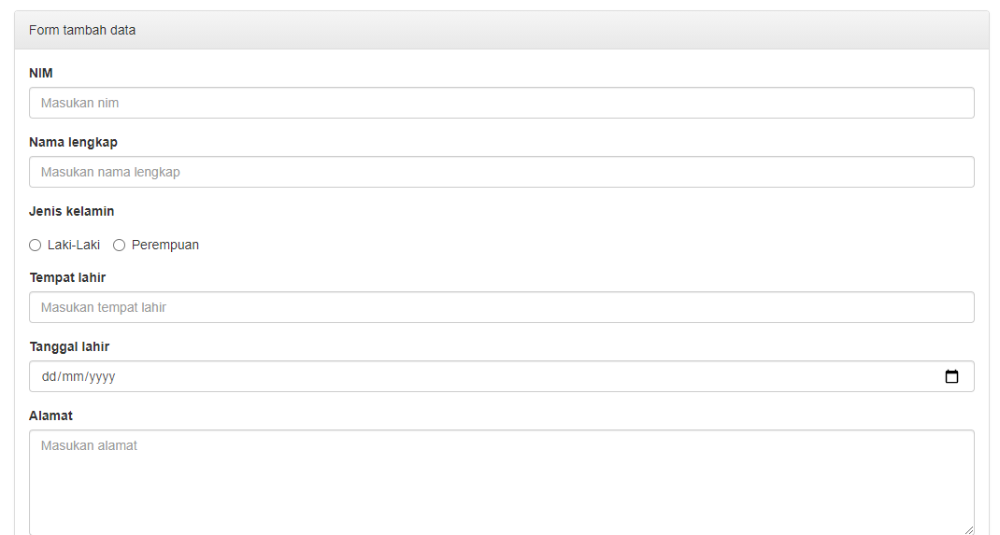 Form tambah data
NIM
Masukan nim
Nama lengkap
Masukan nama lengkap
Jenis kelamin
Laki-Laki Perempuan
Tempat lahir
Masukan tempat lahir
Tanggal lahir
dd/mm/yyyy
Alamat
Masukan alamat